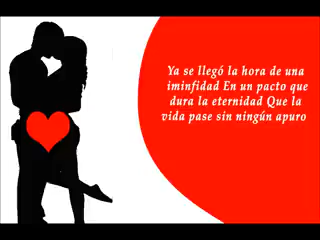 Ya se llegó la hora de una
iminfidad En un pacto que
dura la eternidad Que la
vida pase sin ningún apuro